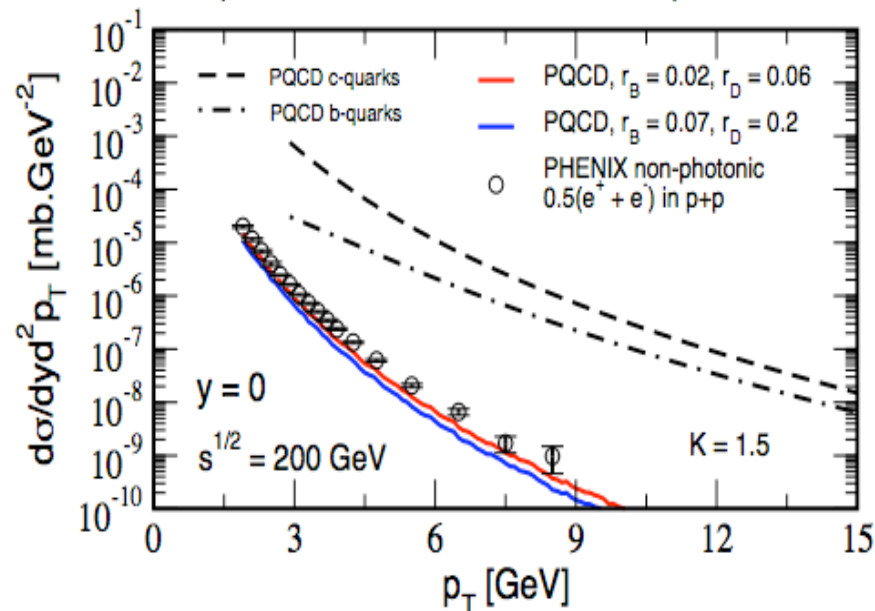 10^-1
10^-2
10^-3
10^-4
10^-5
10^-6
10^-7
10^-8
10^-9
10^-10
dσ/dyd^2 p_T [mb.GeV^-2]
PQCD c-quarks
PQCD b-quarks
PQCD, r_B = 0.02, r_D = 0.06
PQCD, r_B = 0.07, r_D = 0.2
PHENIX non-photonic
0.5(e^+ + e^-) in p+p
y = 0
s^1/2 = 200 GeV
K = 1.5
0 3 6 9 12 15
p_T [GeV]